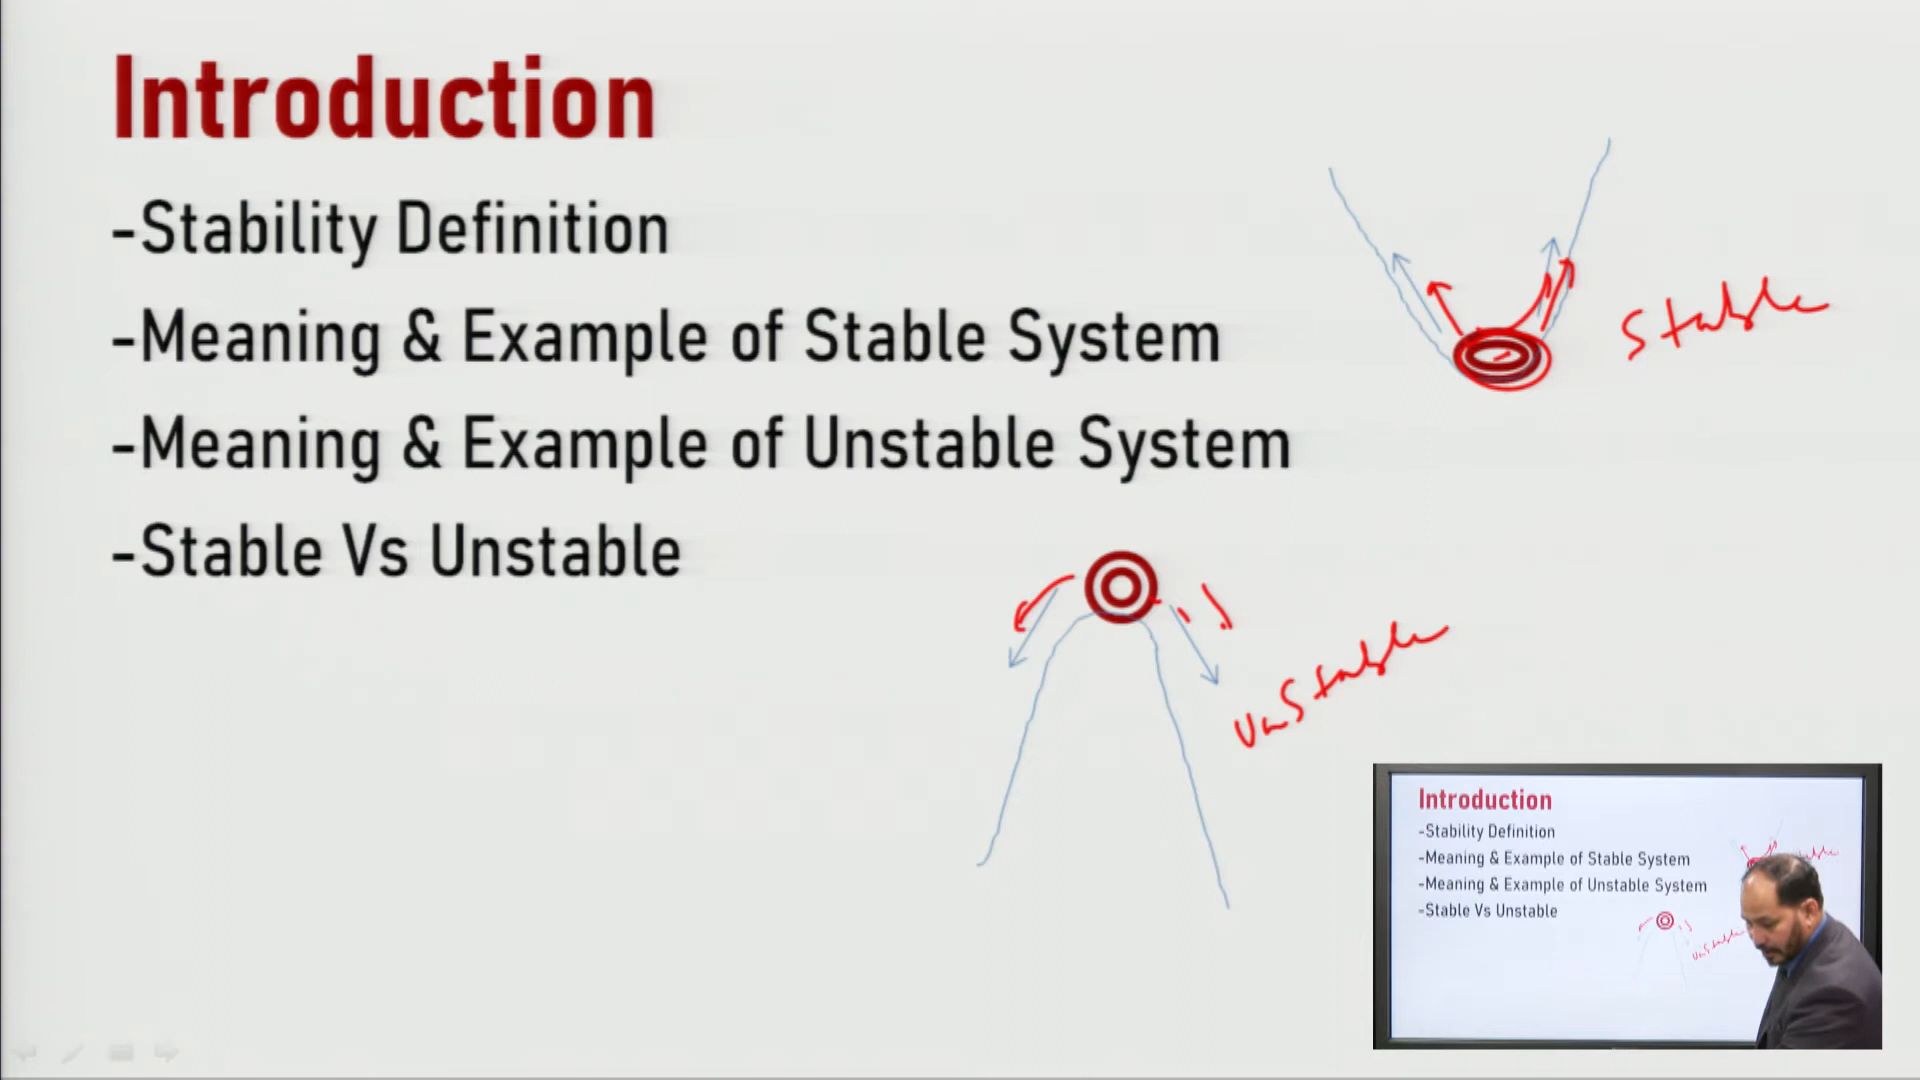 Introduction
-Stability Definition
-Meaning & Example of Stable System
-Meaning & Example of Unstable System
-Stable Vs Unstable
Stable
Unstable
Introduction
-Stability Definition
-Meaning & Example of Stable System
-Meaning & Example of Unstable System
-Stable Vs Unstable
Unstable